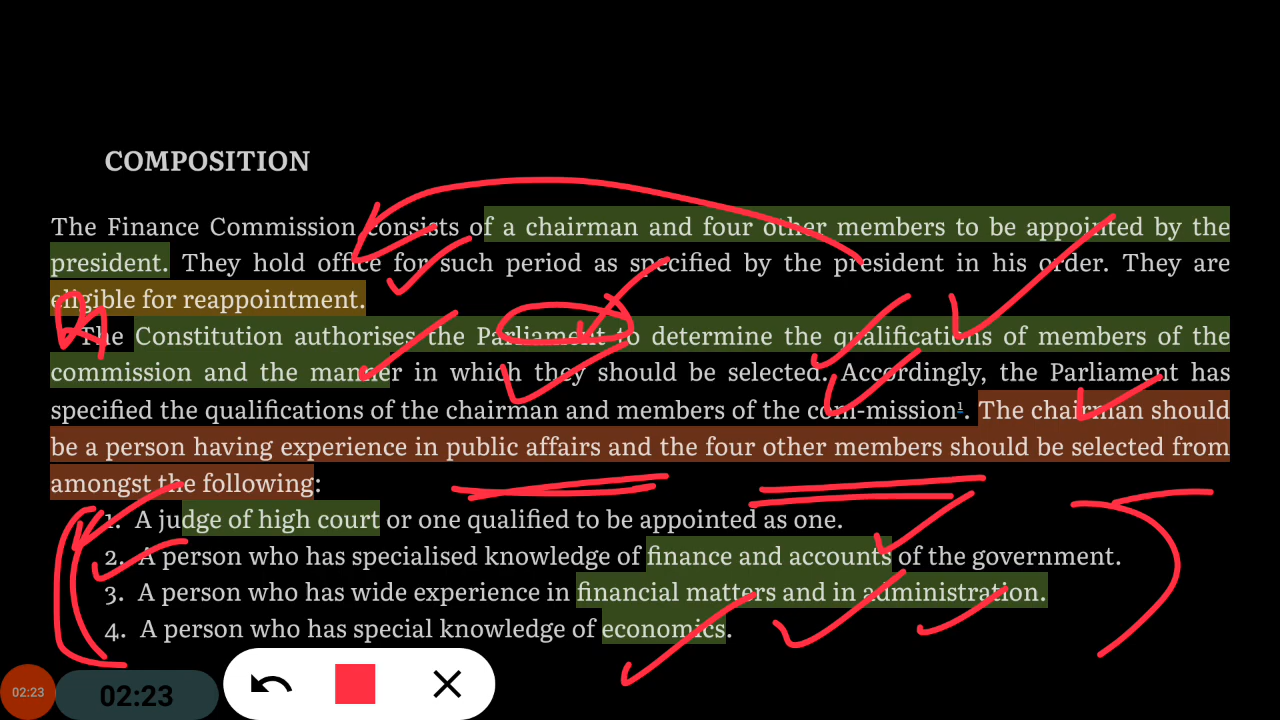 COMPOSITION
The Finance Commission consists of a chairman and four other members to be appointed by the
president. They hold office for such period as specified by the president in his order. They are
eligible for reappointment.
The Constitution authorises the Parliament to determine the qualifications of members of the
commission and the manner in which they should be selected. Accordingly, the Parliament has
specified the qualifications of the chairman and members of the com-mission¹. The chairman should
be a person having experience in public affairs and the four other members should be selected from
amongst the following:
1. A judge of high court or one qualified to be appointed as one.
2. A person who has specialised knowledge of finance and accounts of the government.
3. A person who has wide experience in financial matters and in administration.
4. A person who has special knowledge of economics.
02:23 02:23